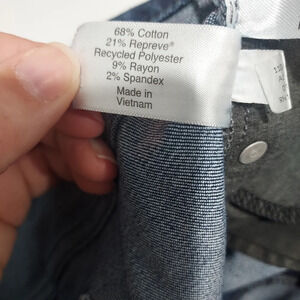 68% Cotton
21% Repreve®
Recycled Polyester
9% Rayon
2% Spandex
Made in
Vietnam